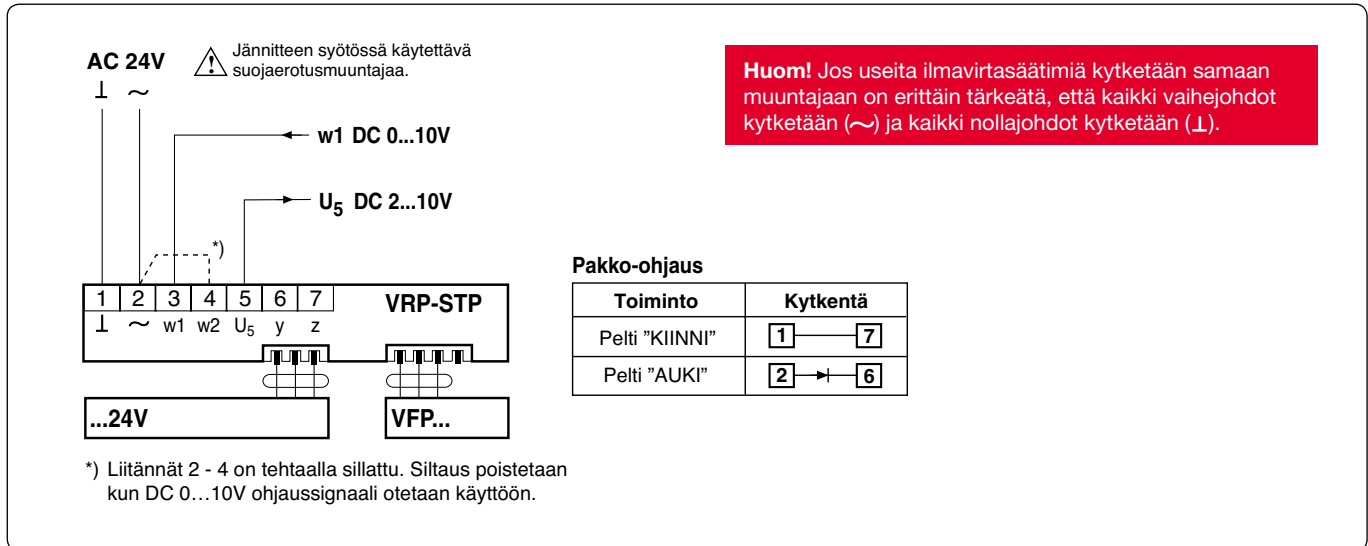 AC 24V
Jännitteen syötössä käytettävä
suojaerotusmuuntajaa.
⊥ ~
w1 DC 0...10V
U5 DC 2...10V
*)
1 2 3 4 5 6 7
VRP-STP
⊥ ~ w1 w2 U5 y z
...24V
VFP...
*) Liitännät 2 - 4 on tehtaalla sillattu. Siltaus poistetaan
kun DC 0…10V ohjaussignaali otetaan käyttöön.
Huom! Jos useita ilmavirtasäätimiä kytketään samaan
muuntajaan on erittäin tärkeätä, että kaikki vaihejohdot
kytketään (~) ja kaikki nollajohdot kytketään (⊥).
Pakko-ohjaus
Toiminto Kytkentä
Pelti "KIINNI" 1 7
Pelti "AUKI" 2 6